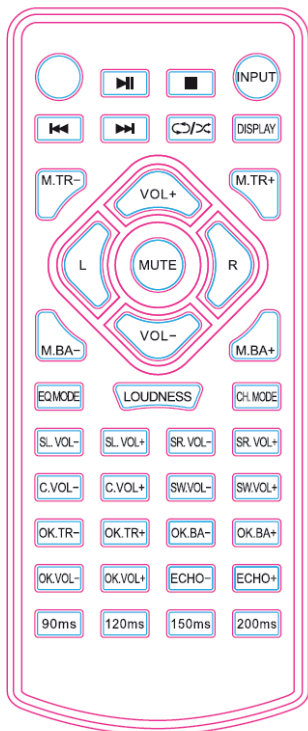 INPUT
DISPLAY
M.TR- M.TR+
VOL+
L MUTE R
VOL-
M.BA- M.BA+
EQ.MODE LOUDNESS CH. MODE
SL. VOL- SL. VOL+ SR. VOL- SR. VOL+
C.VOL- C.VOL+ SW.VOL- SW.VOL+
OK.TR- OK.TR+ OK.BA- OK.BA+
OK.VOL- OK.VOL+ ECHO- ECHO+
90ms 120ms 150ms 200ms